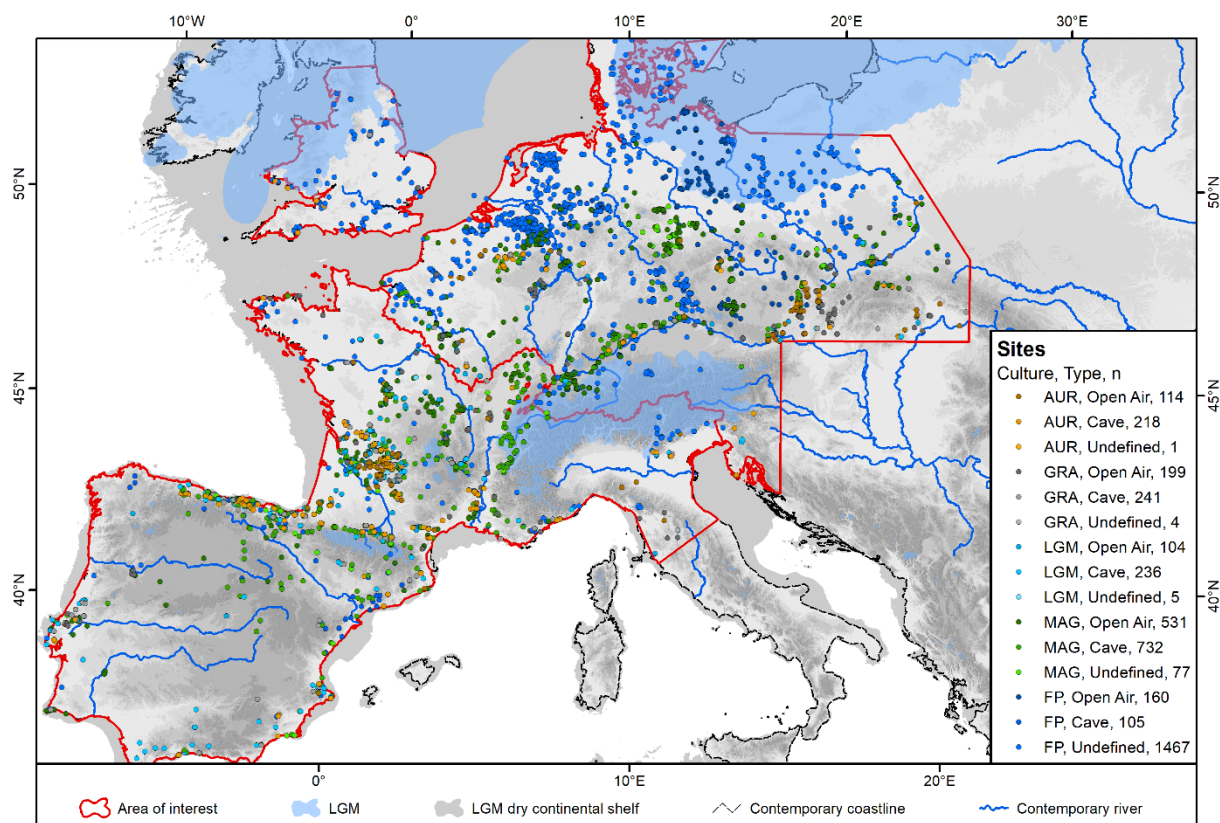 10°W 0° 10°E 20°E 30°E
50°N 50°N
45°N 45°N
40°N 40°N
Sites
Culture, Type, n
AUR, Open Air, 114
AUR, Cave, 218
AUR, Undefined, 1
GRA, Open Air, 199
GRA, Cave, 241
GRA, Undefined, 4
LGM, Open Air, 104
LGM, Cave, 236
LGM, Undefined, 5
MAG, Open Air, 531
MAG, Cave, 732
MAG, Undefined, 77
FP, Open Air, 160
FP, Cave, 105
FP, Undefined, 1467
0° 10°E 20°E
Area of interest LGM LGM dry continental shelf Contemporary coastline Contemporary river